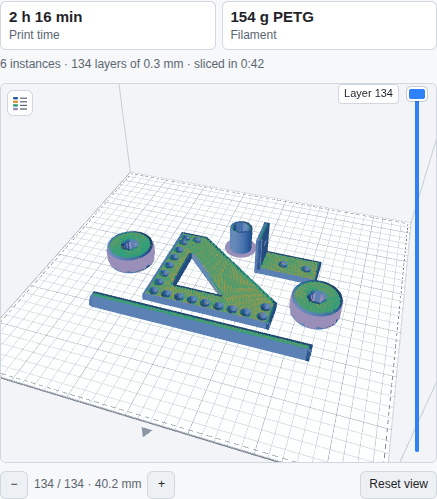 2 h 16 min
Print time
154 g PETG
Filament
6 instances · 134 layers of 0.3 mm · sliced in 0:42
Layer 134
− 134 / 134 · 40.2 mm +
Reset view